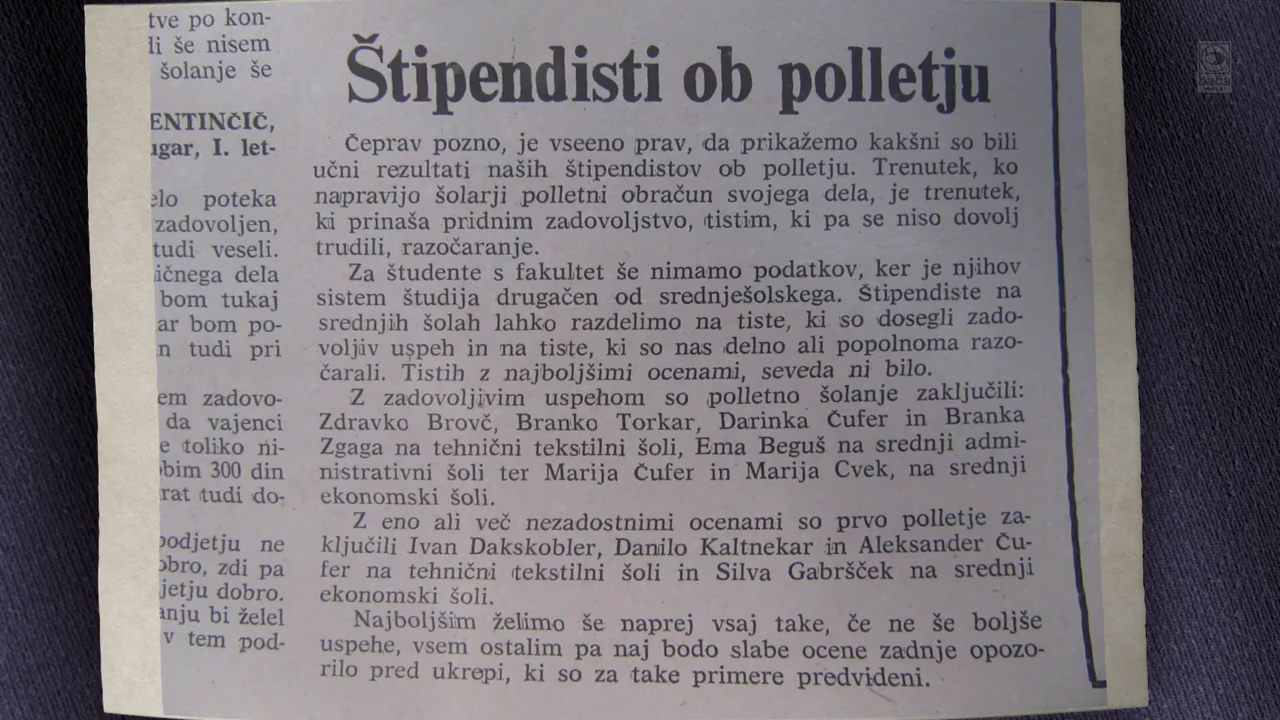 tve po kon-
li še nisem
šolanje še
ENTINČIČ,
ugar, I. let-
elo poteka
zadovoljen,
tudi veseli.
ičnega dela
bom tukaj
ar bom po-
n tudi pri
em zadovo-
da vajenci
e toliko ni-
obim 300 din
rat tudi do-
podjetju ne
obro, zdi pa
jetju dobro.
anju bi želel
v tem pod-
Štipendisti ob polletju
Čeprav pozno, je vseeno prav, da prikažemo kakšni so bili
učni rezultati naših štipendistov ob polletju. Trenutek, ko
napravijo šolarji polletni obračun svojega dela, je trenutek,
ki prinaša pridnim zadovoljstvo, tistim, ki pa se niso dovolj
trudili, razočaranje.
Za študente s fakultet še nimamo podatkov, ker je njihov
sistem študija drugačen od srednješolskega. Štipendiste na
srednjih šolah lahko razdelimo na tiste, ki so dosegli zado-
voljiv uspeh in na tiste, ki so nas delno ali popolnoma razo-
čarali. Tistih z najboljšimi ocenami, seveda ni bilo.
Z zadovoljivim uspehom so polletno šolanje zaključili:
Zdravko Brovč, Branko Torkar, Darinka Čufer in Branka
Zgaga na tehnični tekstilni šoli, Ema Beguš na srednji admi-
nistrativni šoli ter Marija Čufer in Marija Cvek, na srednji
ekonomski šoli.
Z eno ali več nezadostnimi ocenami so prvo polletje za-
ključili Ivan Dakskobler, Danilo Kaltnekar in Aleksander Ču-
fer na tehnični tekstilni šoli in Silva Gabršček na srednji
ekonomski šoli.
Najboljšim želimo še naprej vsaj take, če ne še boljše
uspehe, vsem ostalim pa naj bodo slabe ocene zadnje opozo-
rilo pred ukrepi, ki so za take primere predvideni.